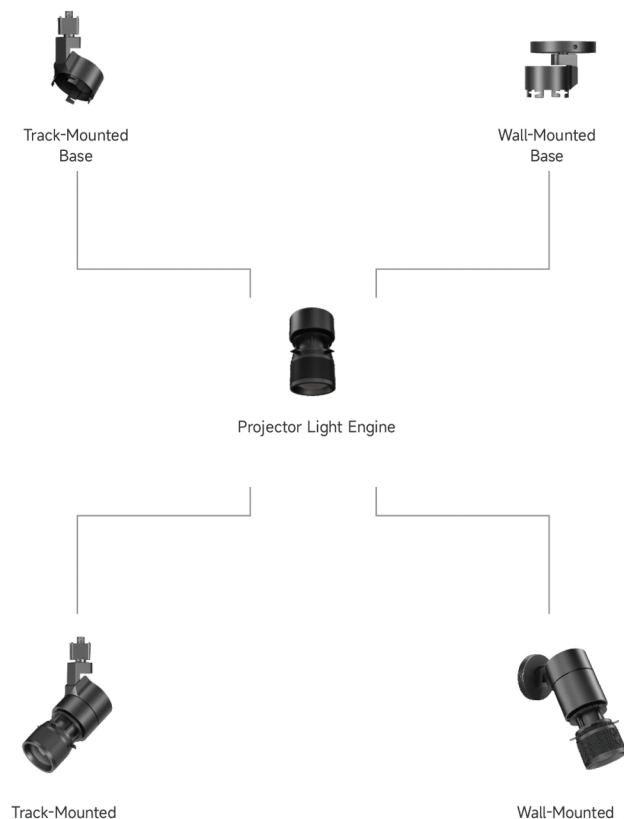 Track-Mounted
Base
Wall-Mounted
Base
Projector Light Engine
Track-Mounted
Wall-Mounted